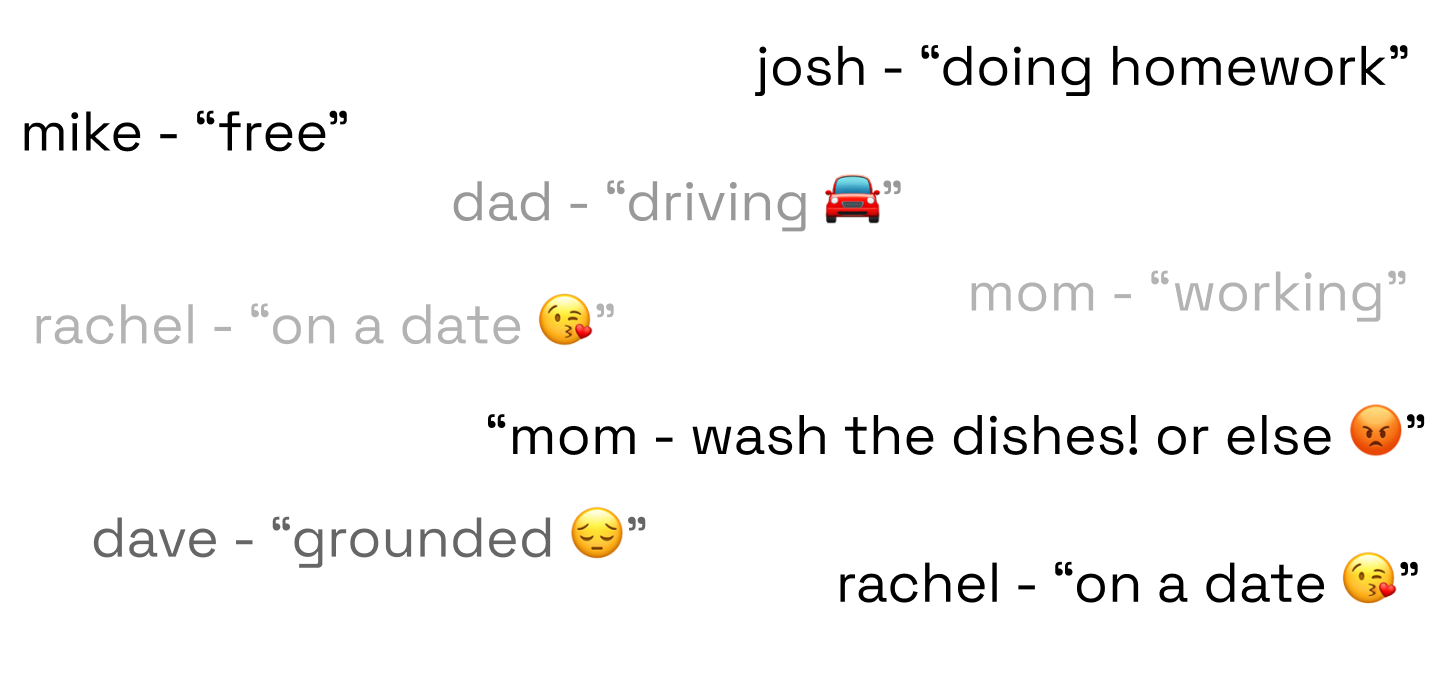 josh - “doing homework”
mike - “free”
dad - “driving 🚘”
mom - “working”
rachel - “on a date 😘”
“mom - wash the dishes! or else 😡”
dave - “grounded 😔”
rachel - “on a date 😘”